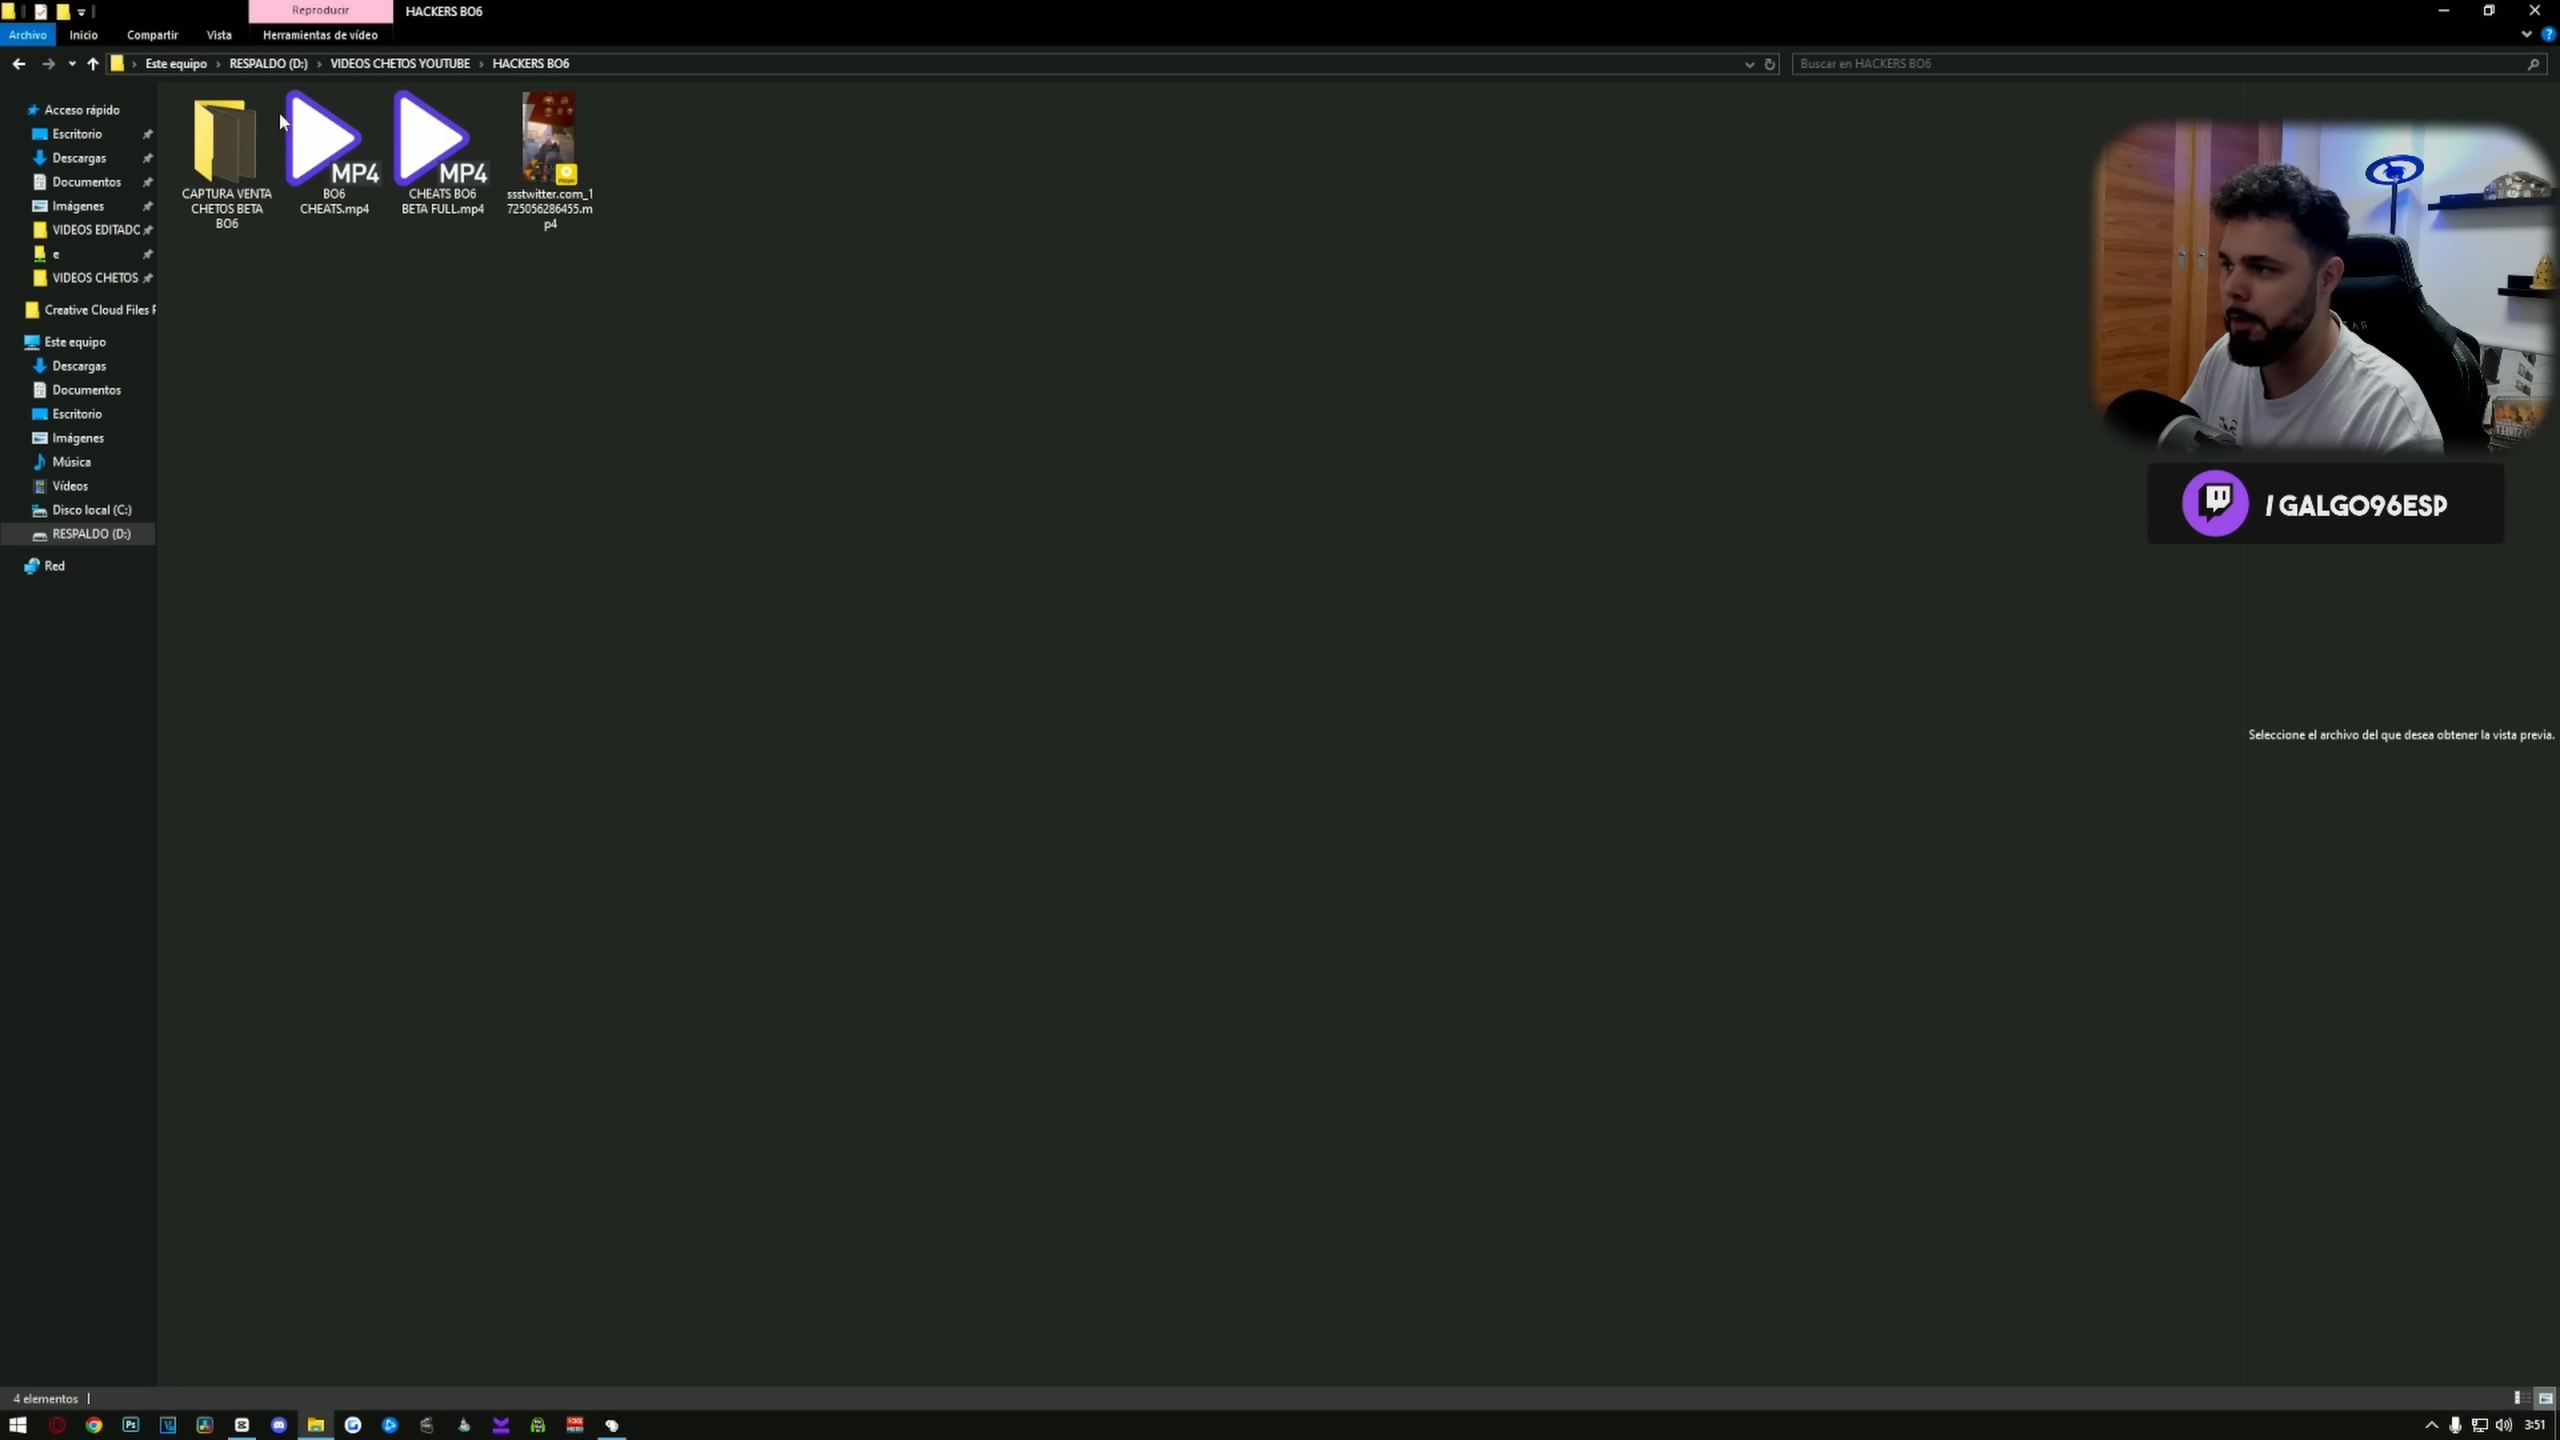 Reproducir
HACKERS BO6
Archivo
Inicio
Compartir
Vista
Herramientas de vídeo
Este equipo › RESPALDO (D:) › VIDEOS CHETOS YOUTUBE › HACKERS BO6
Buscar en HACKERS BO6
Acceso rápido
Escritorio
Descargas
Documentos
Imágenes
VIDEOS EDITADC
e
VIDEOS CHETOS
Creative Cloud Files F
Este equipo
Descargas
Documentos
Escritorio
Imágenes
Música
Vídeos
Disco local (C:)
RESPALDO (D:)
Red
CAPTURA VENTA
CHETOS BETA
BO6
MP4
BO6
CHEATS.mp4
MP4
CHEATS BO6
BETA FULL.mp4
ssstwitter.com_1
725056286455.m
p4
/ GALGO96ESP
Seleccione el archivo del que desea obtener la vista previa.
4 elementos
Ps
3:51